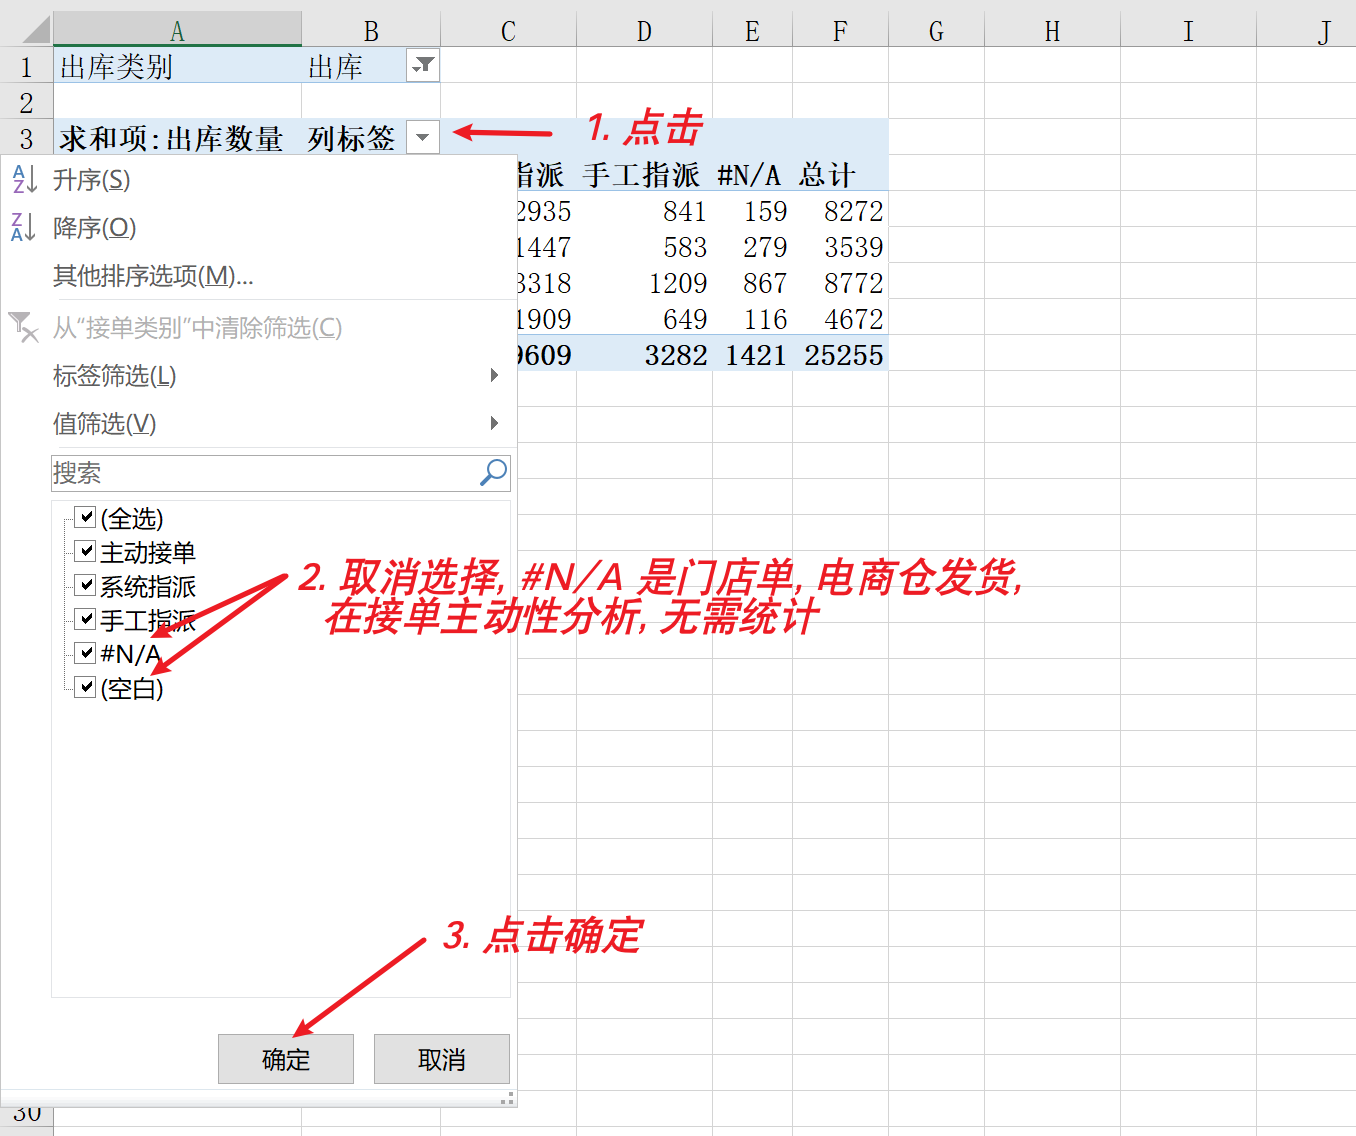 A B C D E F G H I J
1 出库类别 出库
2
3 求和项:出库数量 列标签
1. 点击
升序(S)
指派 手工指派 #N/A 总计
降序(O)
2935 841 159 8272
1447 583 279 3539
其他排序选项(M)...
3318 1209 867 8772
从“接单类别”中清除筛选(C)
1909 649 116 4672
9609 3282 1421 25255
标签筛选(L)
值筛选(V)
搜索
(全选)
主动接单
系统指派
手工指派
#N/A
(空白)
2. 取消选择, #N/A 是门店单, 电商仓发货,
在接单主动性分析, 无需统计
3. 点击确定
确定 取消
30